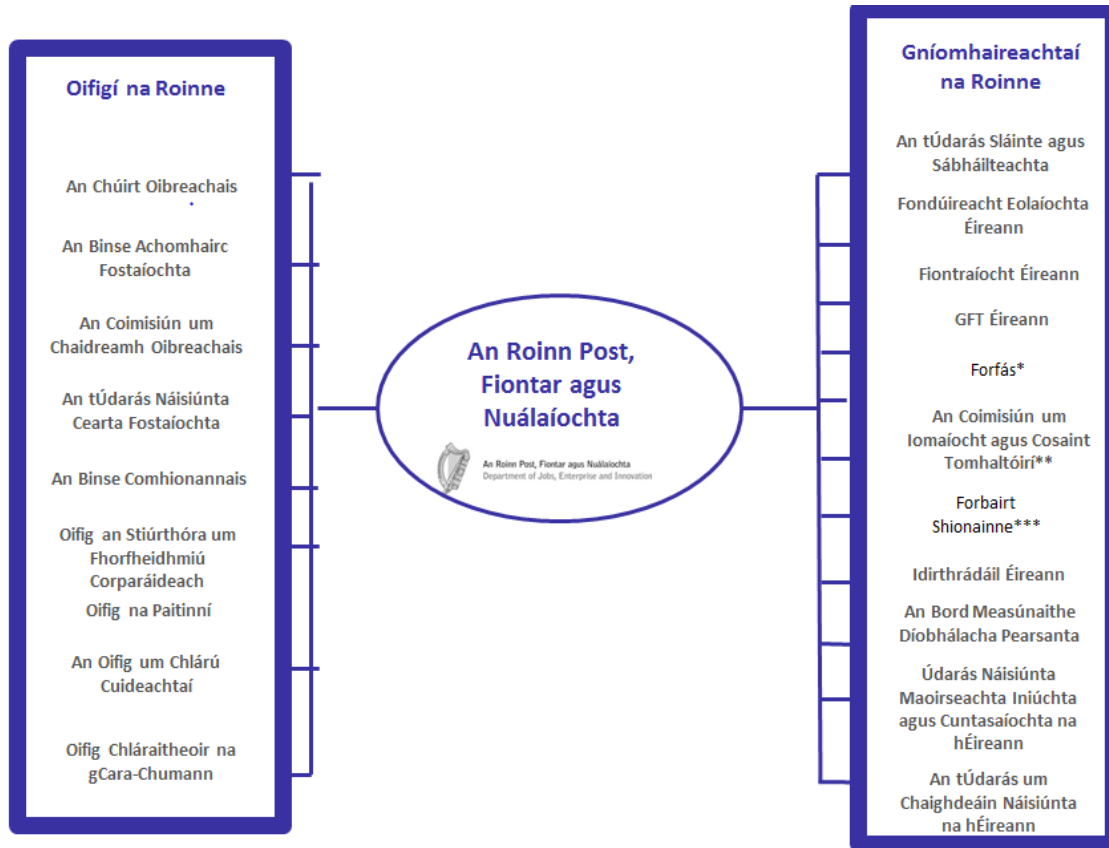 Oifigí na Roinne
An Chúirt Oibreachais
An Binse Achomhairc
Fostaíochta
An Coimisiún um
Chaidreamh Oibreachais
An tÚdarás Náisiúnta
Cearta Fostaíochta
An Binse Comhionannais
Oifig an Stiúrthóra um
Fhorfheidhmiú
Corparáideach
Oifig na Paitinní
An Oifig um Chlárú
Cuideachtaí
Oifig Chláraitheoir na
gCara-Chumann
An Roinn Post,
Fiontar agus
Nuálaíochta
An Roinn Post, Fiontar agus Nuálaíochta
Department of Jobs, Enterprise and Innovation
Gníomhaireachtaí
na Roinne
An tÚdarás Sláinte agus
Sábháilteachta
Fondúireacht Eolaíochta
Éireann
Fiontraíocht Éireann
GFT Éireann
Forfás*
An Coimisiún um
Iomaíocht agus Cosaint
Tomhaltóirí**
Forbairt
Shionainne***
Idirthrádáil Éireann
An Bord Measúnaithe
Díobhálacha Pearsanta
Údarás Náisiúnta
Maoirseachta Iniúchta
agus Cuntasaíochta na
hÉireann
An tÚdarás um
Chaighdeáin Náisiúnta
na hÉireann